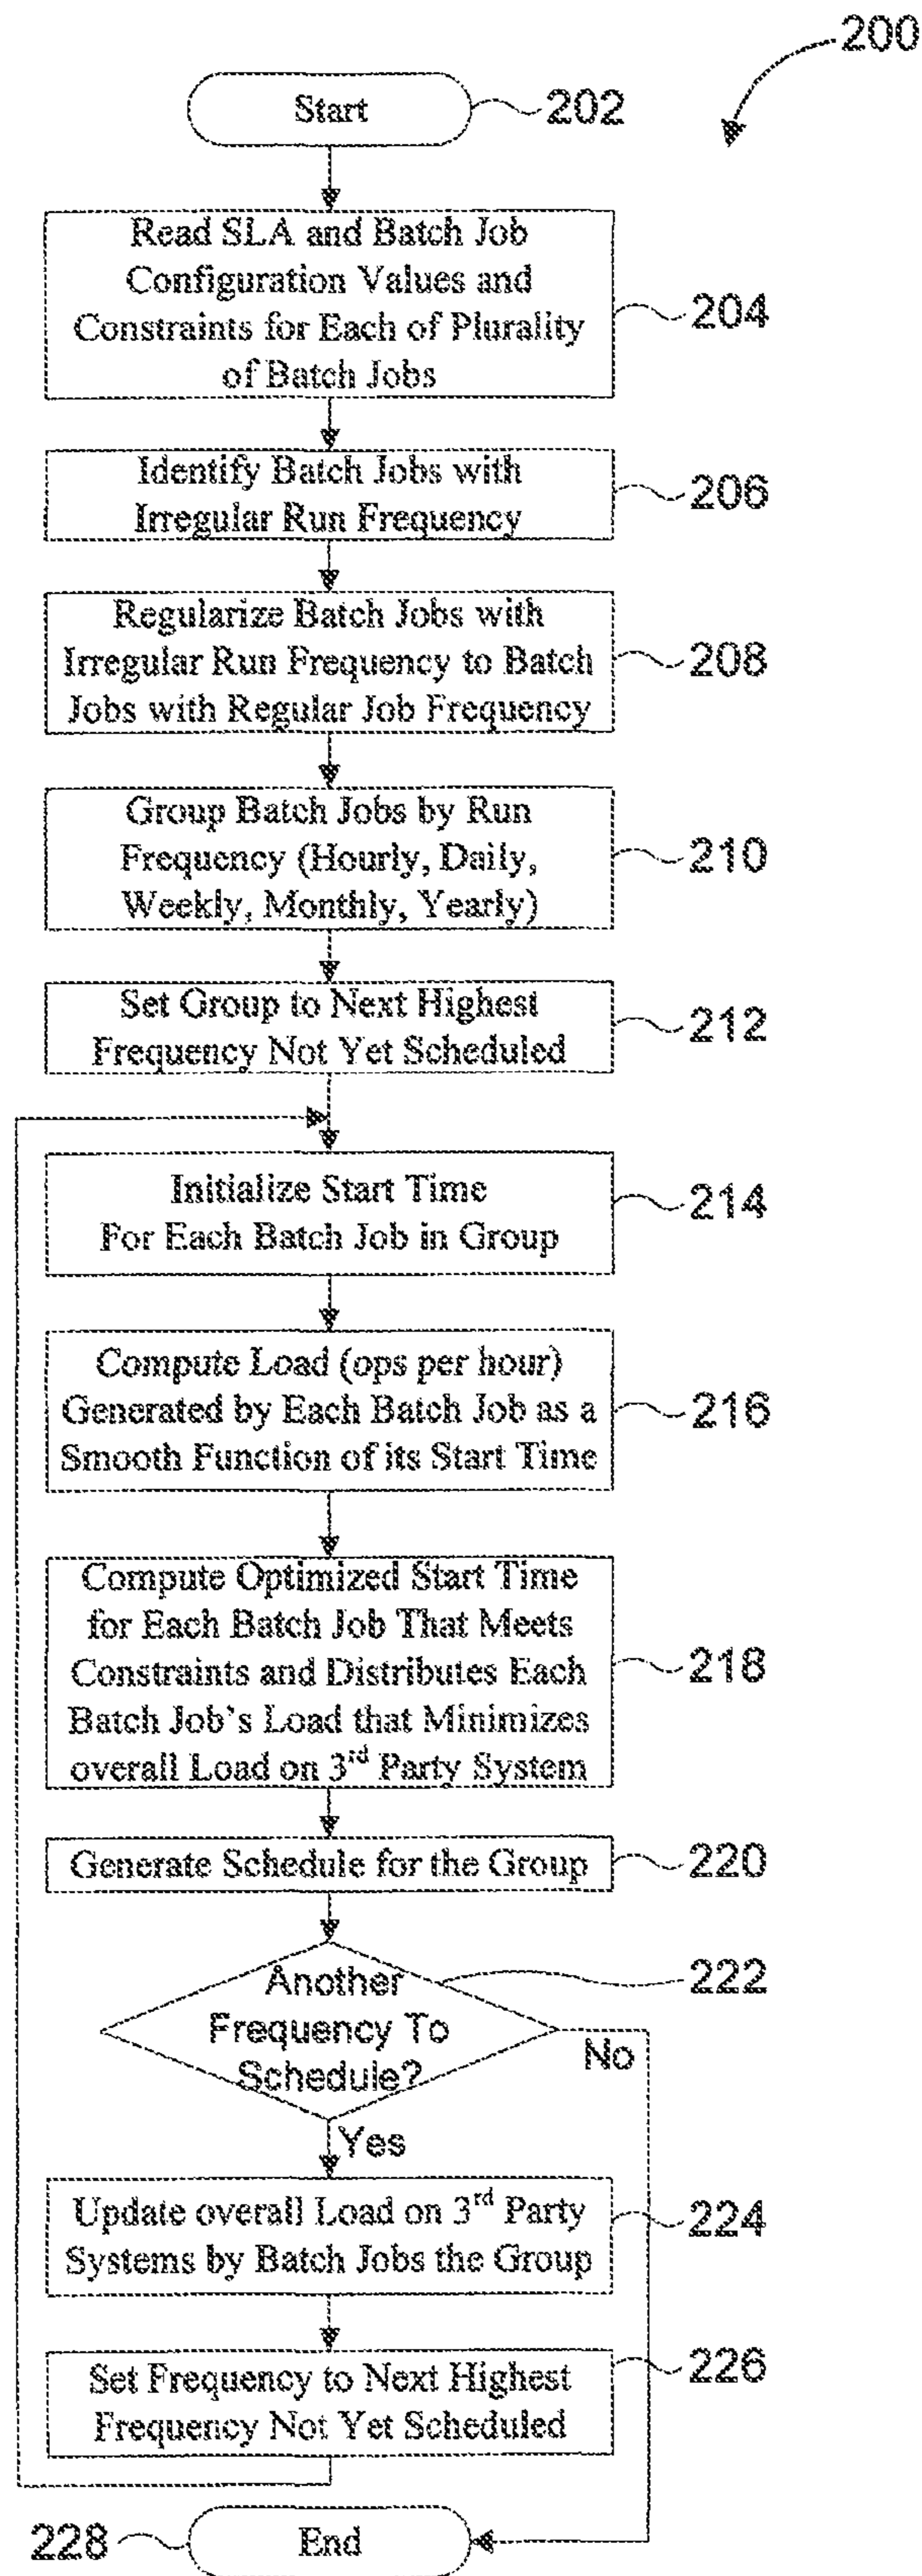 200
Start
202
Read SLA and Batch Job
Configuration Values and
Constraints for Each of Plurality
of Batch Jobs
204
Identify Batch Jobs with
Irregular Run Frequency
206
Regularize Batch Jobs with
Irregular Run Frequency to Batch
Jobs with Regular Job Frequency
208
Group Batch Jobs by Run
Frequency (Hourly, Daily,
Weekly, Monthly, Yearly)
210
Set Group to Next Highest
Frequency Not Yet Scheduled
212
Initialize Start Time
For Each Batch Job in Group
214
Compute Load (ops per hour)
Generated by Each Batch Job as a
Smooth Function of its Start Time
216
Compute Optimized Start Time
for Each Batch Job That Meets
Constraints and Distributes Each
Batch Job's Load that Minimizes
overall Load on 3rd Party System
218
Generate Schedule for the Group
220
Another
Frequency To
Schedule?
222
No
Yes
Update overall Load on 3rd Party
Systems by Batch Jobs the Group
224
Set Frequency to Next Highest
Frequency Not Yet Scheduled
226
228
End